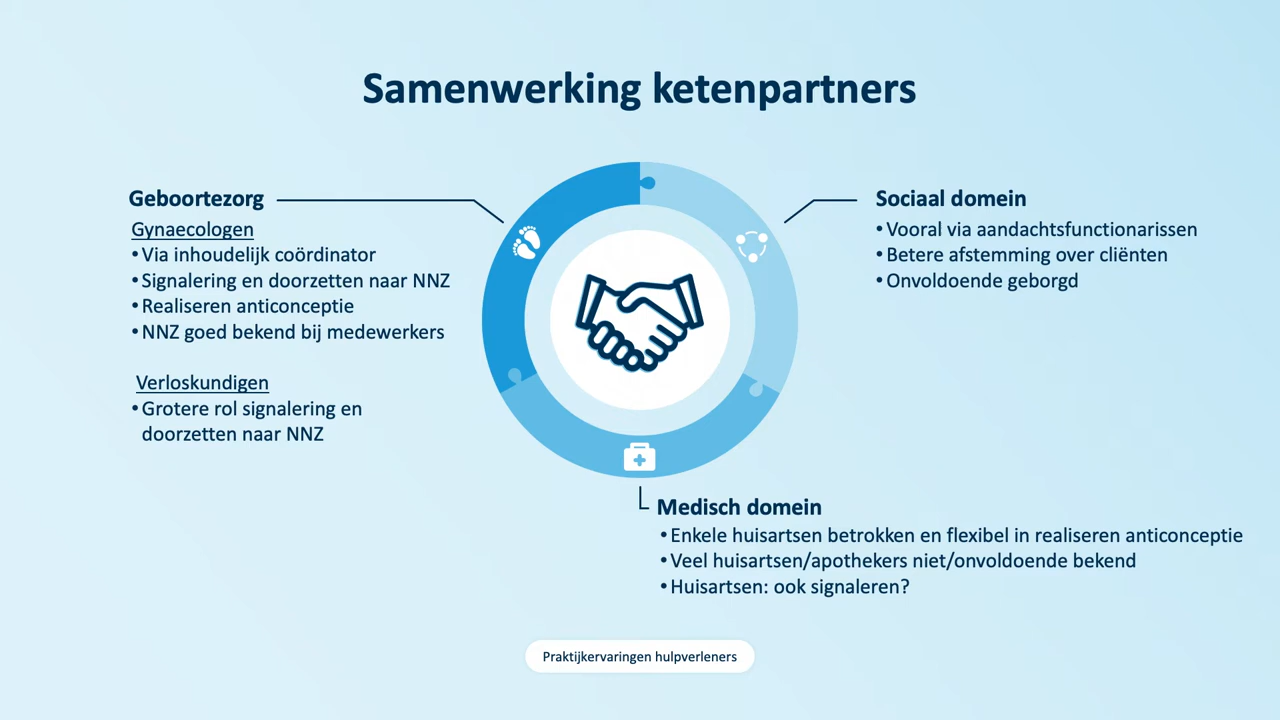 Samenwerking ketenpartners
Geboortezorg
Gynaecologen
•Via inhoudelijk coördinator
•Signalering en doorzetten naar NNZ
•Realiseren anticonceptie
•NNZ goed bekend bij medewerkers
Verloskundigen
•Grotere rol signalering en
doorzetten naar NNZ
Sociaal domein
•Vooral via aandachtsfunctionarissen
•Betere afstemming over cliënten
•Onvoldoende geborgd
Medisch domein
•Enkele huisartsen betrokken en flexibel in realiseren anticonceptie
•Veel huisartsen/apothekers niet/onvoldoende bekend
•Huisartsen: ook signaleren?
Praktijkervaringen hulpverleners